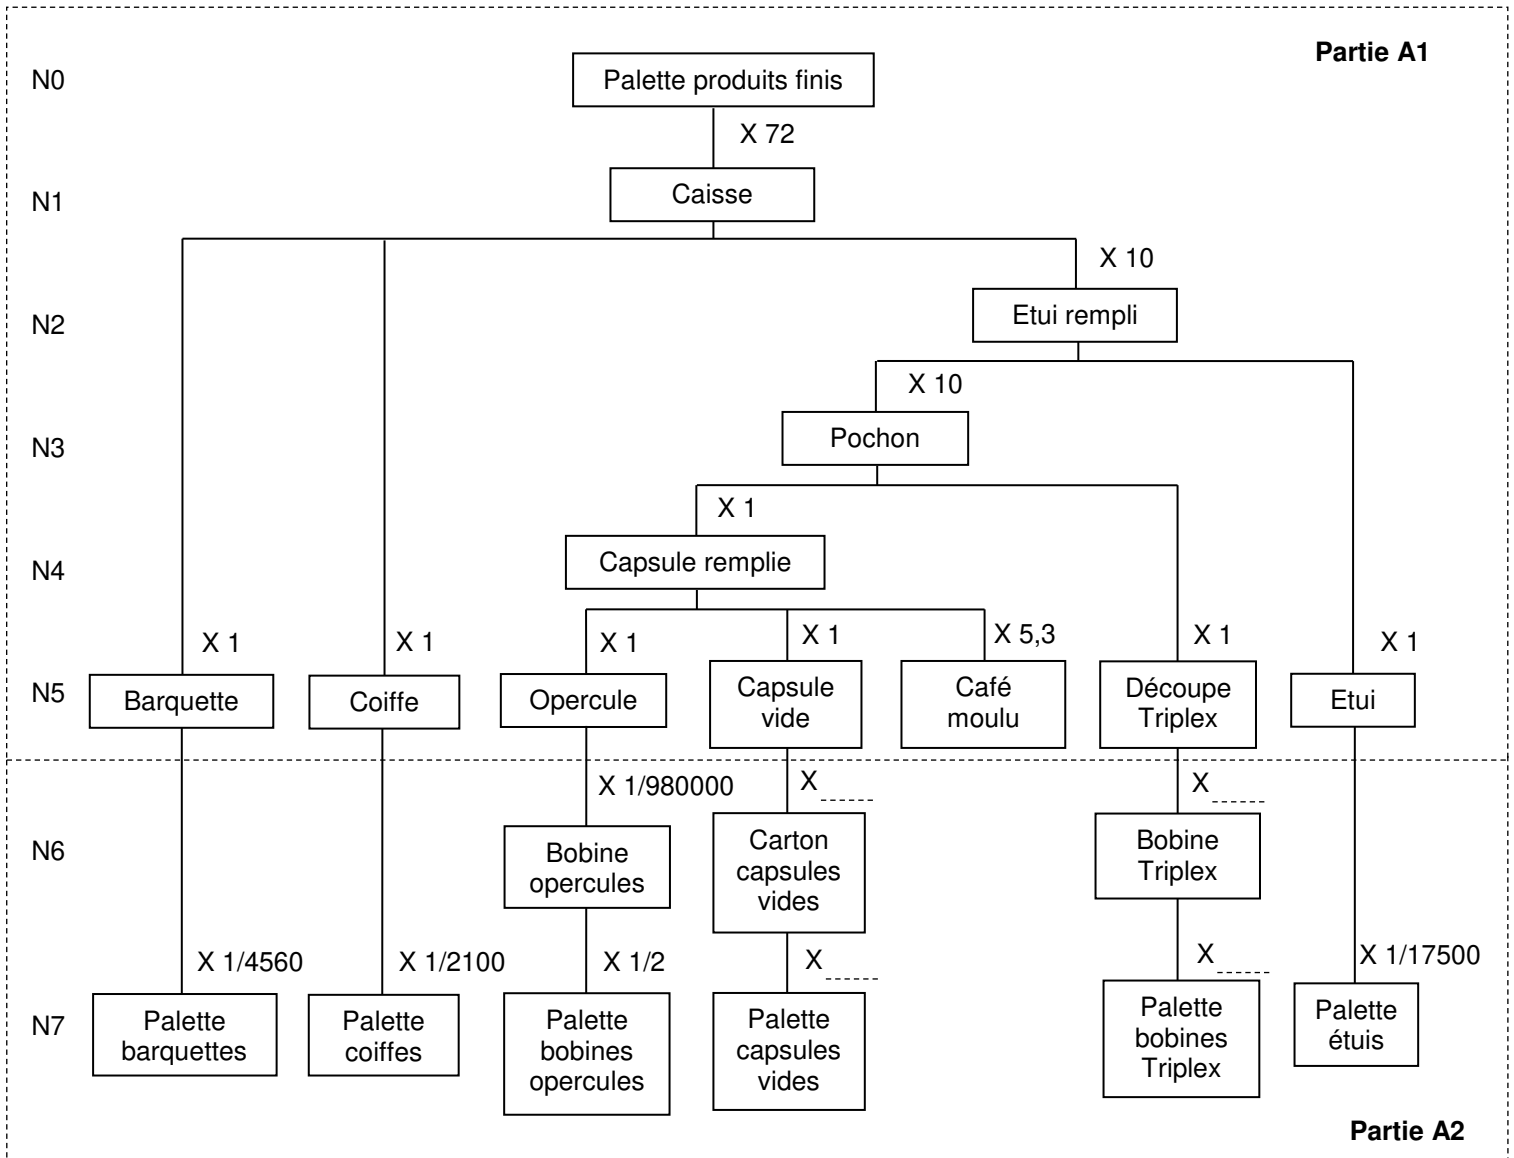 Partie A1
N0
Palette produits finis
X 72
N1
Caisse
X 10
N2
Etui rempli
X 10
N3
Pochon
X 1
N4
Capsule remplie
X 1
X 1
X 1
X 1
X 5,3
X 1
X 1
N5
Barquette
Coiffe
Opercule
Capsule
vide
Café
moulu
Découpe
Triplex
Etui
X 1/980000
X
X
N6
Bobine
opercules
Carton
capsules
vides
Bobine
Triplex
X 1/4560
X 1/2100
X 1/2
X
X
X 1/17500
N7
Palette
barquettes
Palette
coiffes
Palette
bobines
opercules
Palette
capsules
vides
Palette
bobines
Triplex
Palette
étuis
Partie A2